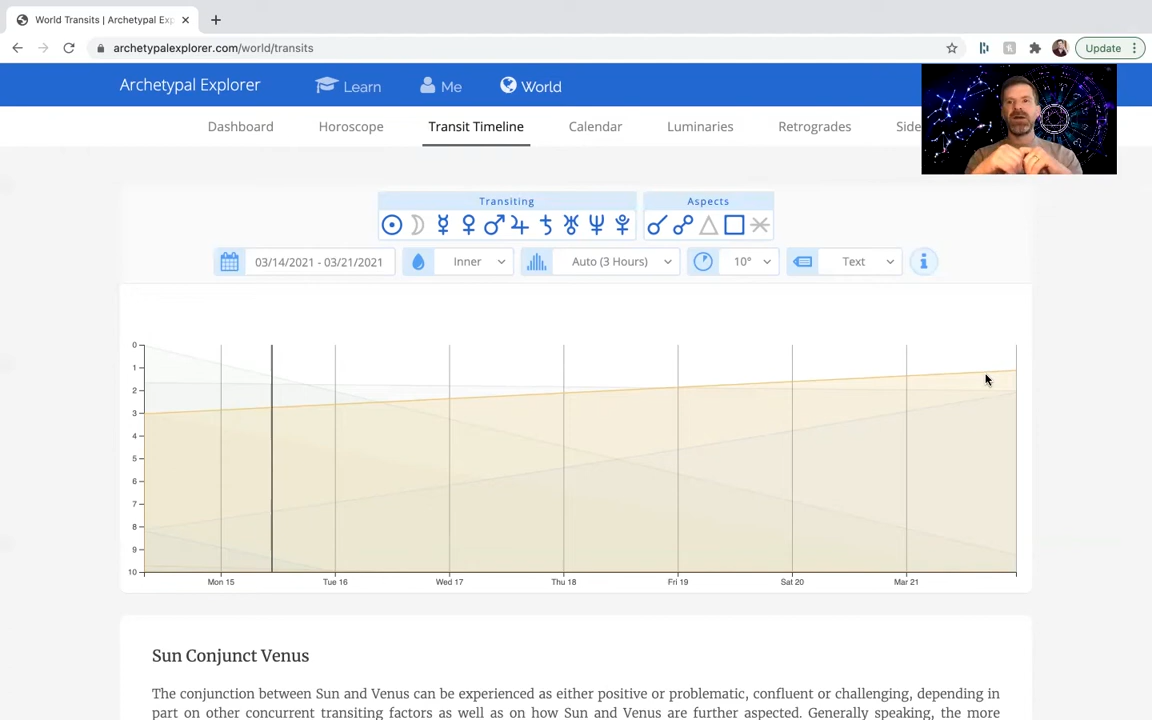 World Transits | Archetypal Exp
archetypalexplorer.com/world/transits
Update
Archetypal Explorer Learn Me World
Dashboard Horoscope Transit Timeline Calendar Luminaries Retrogrades Side
Transiting Aspects
03/14/2021 - 03/21/2021 Inner Auto (3 Hours) 10° Text
0
1
2
3
4
5
6
7
8
9
10
Mon 15 Tue 16 Wed 17 Thu 18 Fri 19 Sat 20 Mar 21
Sun Conjunct Venus
The conjunction between Sun and Venus can be experienced as either positive or problematic, confluent or challenging, depending in
part on other concurrent transiting factors as well as on how Sun and Venus are further aspected. Generally speaking, the more